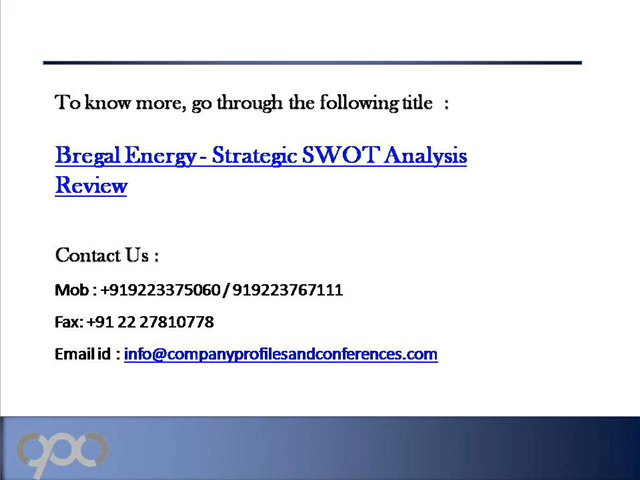 To know more, go through the following title :
Bregal Energy - Strategic SWOT Analysis
Review
Contact Us :
Mob : +919223375060 / 919223767111
Fax: +91 22 27810778
Email id : info@companyprofilesandconferences.com
cpc